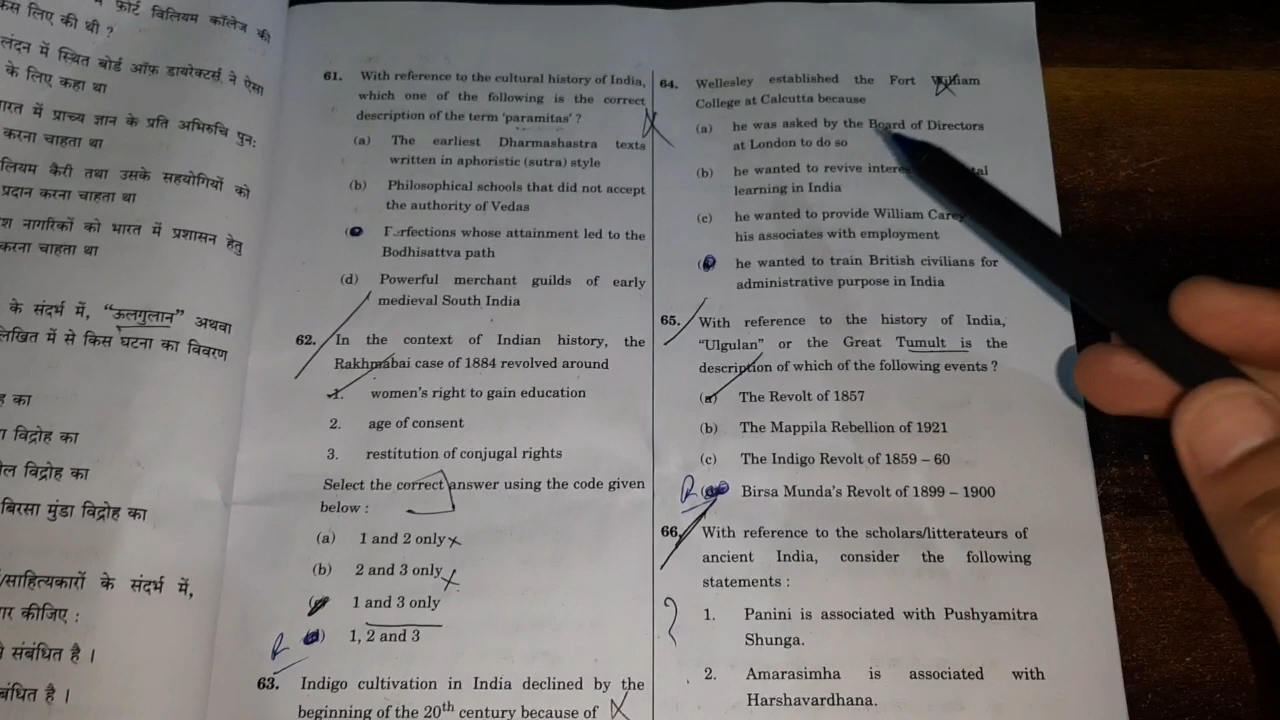 फ़ोर्ट विलियम कॉलेज की
लिए की थी ?
लंदन में स्थित बोर्ड ऑफ़ डायरेक्टर्स ने ऐसा
के लिए कहा था
में प्राच्य ज्ञान के प्रति अभिरुचि पुनः
करना चाहता था
कैरी तथा उसके सहयोगियों को
प्रदान करना चाहता था
नागरिकों को भारत में प्रशासन हेतु
करना चाहता था
के संदर्भ में, “ऊलगुलान” अथवा
में से किस घटना का विवरण
का
विद्रोह का
विद्रोह का
बिरसा मुंडा विद्रोह का
/साहित्यकारों के संदर्भ में,
कीजिए :
संबंधित है ।
है ।
61. With reference to the cultural history of India,
which one of the following is the correct
description of the term ‘paramitas’ ?
(a) The earliest Dharmashastra texts
written in aphoristic (sutra) style
(b) Philosophical schools that did not accept
the authority of Vedas
Perfections whose attainment led to the
Bodhisattva path
(d) Powerful merchant guilds of early
medieval South India
62. In the context of Indian history, the
Rakhmabai case of 1884 revolved around
1. women’s right to gain education
2. age of consent
3. restitution of conjugal rights
Select the correct answer using the code given
below :
(a) 1 and 2 only
(b) 2 and 3 only
1 and 3 only
R (d) 1, 2 and 3
63. Indigo cultivation in India declined by the
beginning of the 20th century because of
64. Wellesley established the Fort William
College at Calcutta because
(a) he was asked by the Board of Directors
at London to do so
(b) he wanted to revive
learning in India
(c) he wanted to provide William Carey
his associates with employment
he wanted to train British civilians for
administrative purpose in India
65. With reference to the history of India,
“Ulgulan” or the Great Tumult is the
description of which of the following events ?
(a) The Revolt of 1857
(b) The Mappila Rebellion of 1921
(c) The Indigo Revolt of 1859 – 60
R Birsa Munda’s Revolt of 1899 – 1900
66. With reference to the scholars/litterateurs of
ancient India, consider the following
statements :
1. Panini is associated with Pushyamitra
Shunga.
2. Amarasimha is associated with
Harshavardhana.